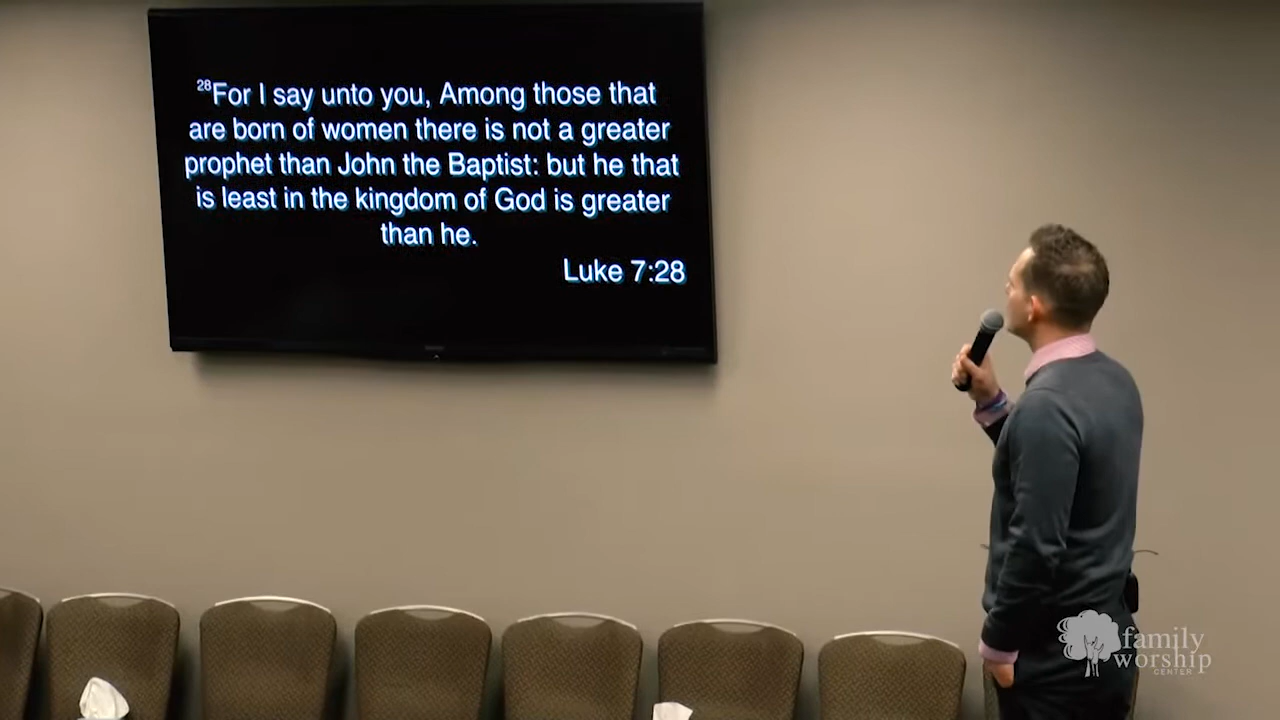 28For I say unto you, Among those that
are born of women there is not a greater
prophet than John the Baptist: but he that
is least in the kingdom of God is greater
than he.
Luke 7:28
family
worship
CENTER